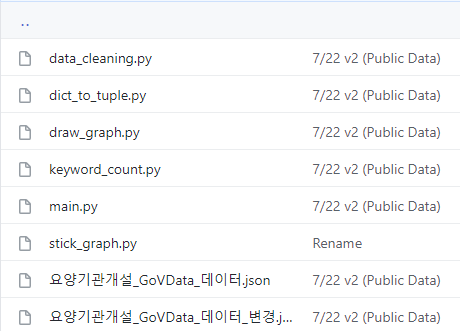 ..
data_cleaning.py 7/22 v2 (Public Data)
dict_to_tuple.py 7/22 v2 (Public Data)
draw_graph.py 7/22 v2 (Public Data)
keyword_count.py 7/22 v2 (Public Data)
main.py 7/22 v2 (Public Data)
stick_graph.py Rename
요양기관개설_GoVData_데이터.json 7/22 v2 (Public Data)
요양기관개설_GoVData_데이터_변경.j... 7/22 v2 (Public Data)